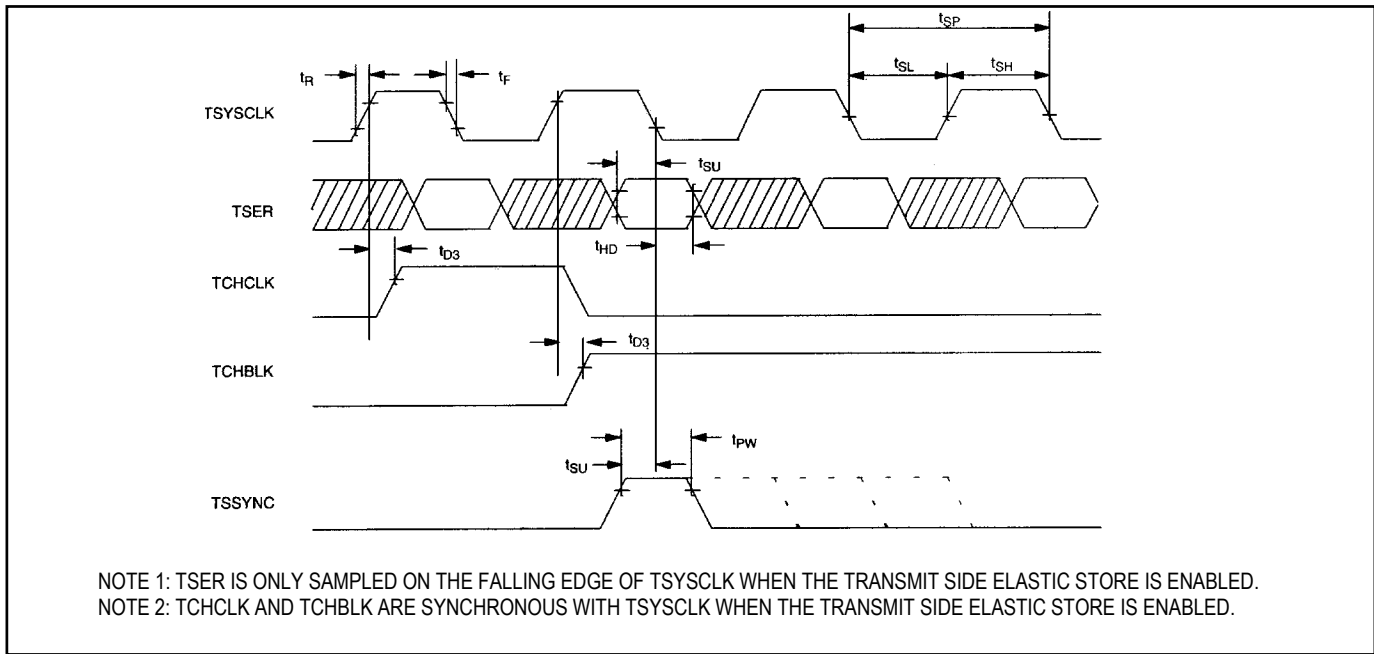 tSP
tR
tF
tSL
tSH
TSYSCLK
tSU
TSER
tHD
tD3
TCHCLK
tD3
TCHBLK
tPW
tSU
TSSYNC
NOTE 1: TSER IS ONLY SAMPLED ON THE FALLING EDGE OF TSYSCLK WHEN THE TRANSMIT SIDE ELASTIC STORE IS ENABLED.
NOTE 2: TCHCLK AND TCHBLK ARE SYNCHRONOUS WITH TSYSCLK WHEN THE TRANSMIT SIDE ELASTIC STORE IS ENABLED.